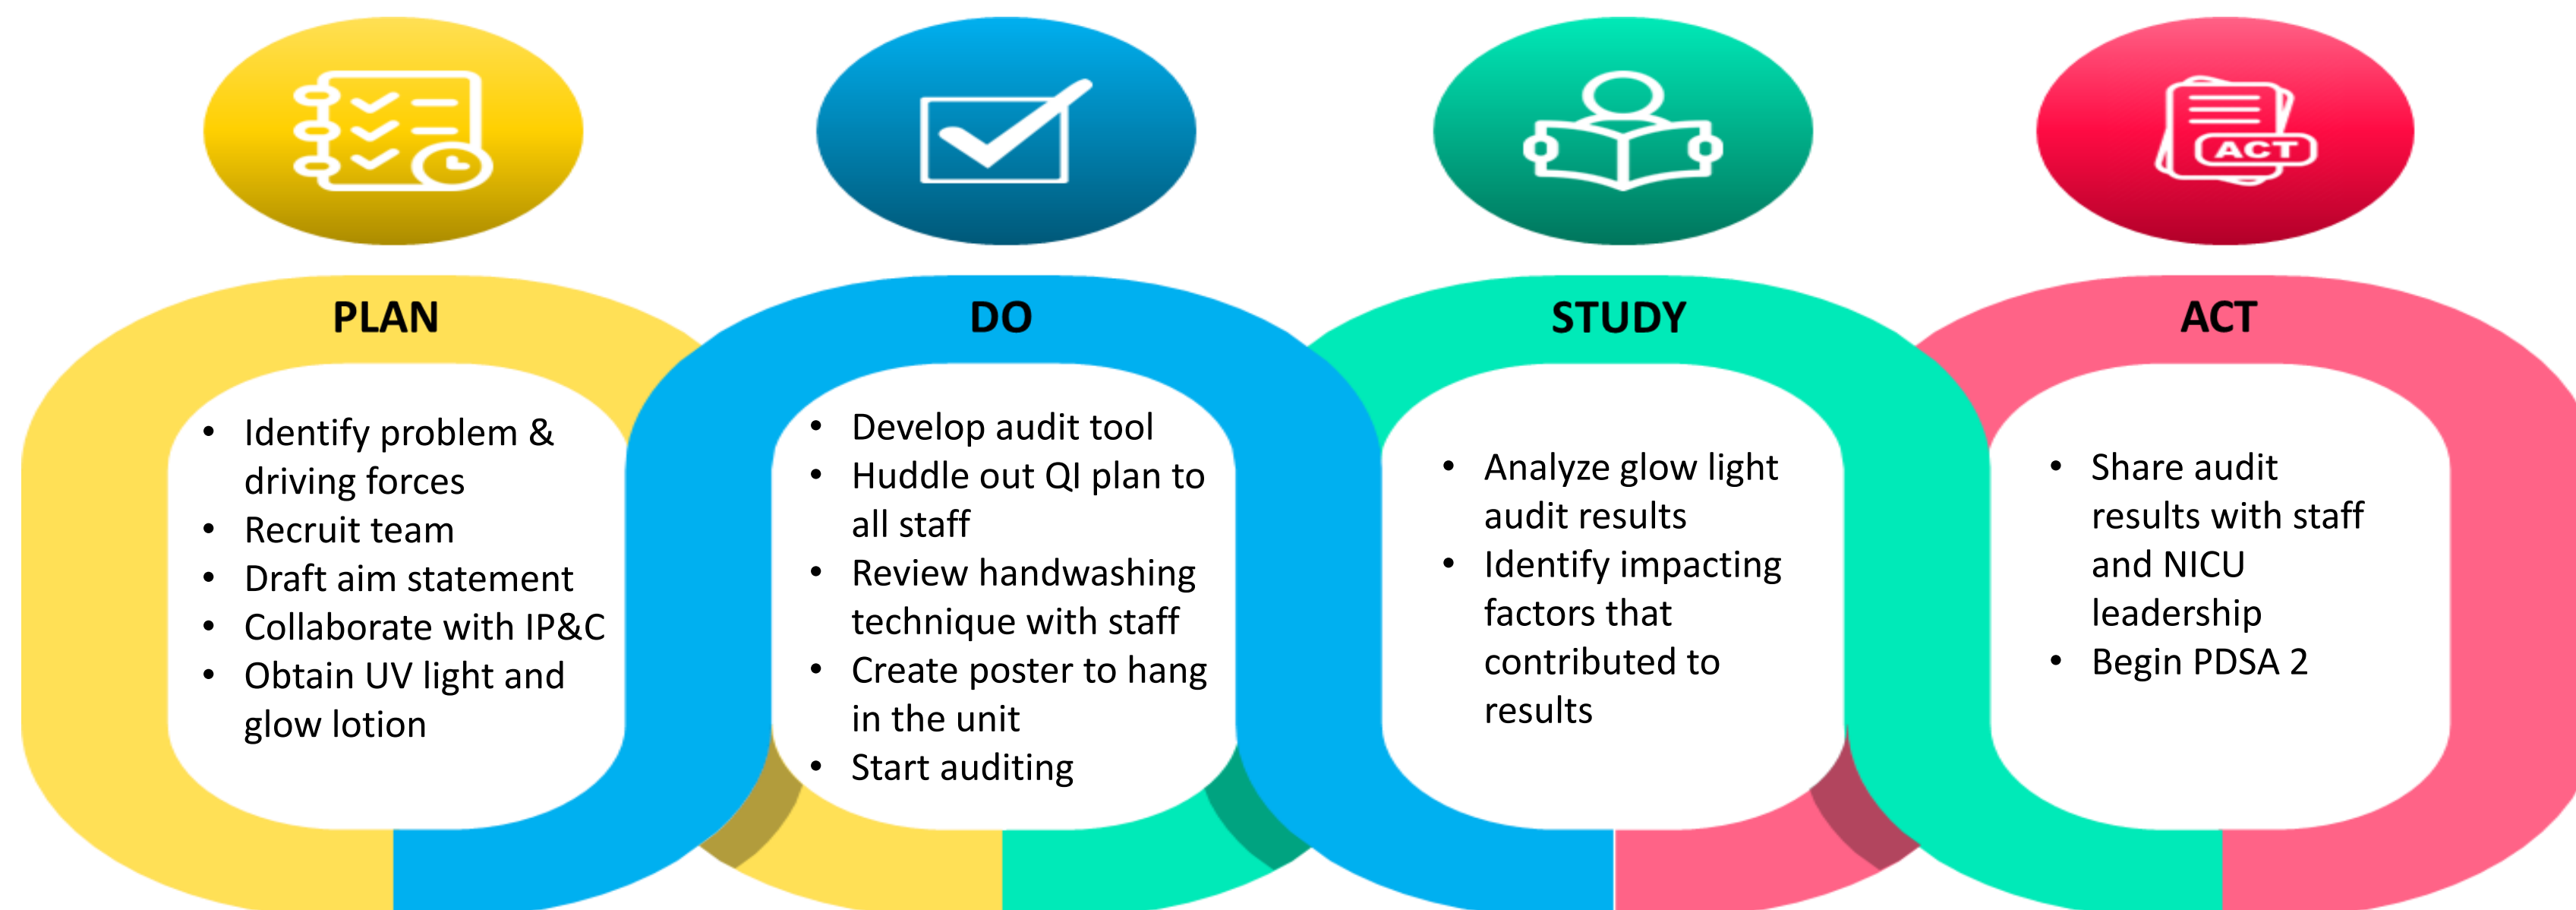 ACT
PLAN
• Identify problem &
driving forces
• Recruit team
• Draft aim statement
• Collaborate with IP&C
• Obtain UV light and
glow lotion
DO
• Develop audit tool
• Huddle out QI plan to
all staff
• Review handwashing
technique with staff
• Create poster to hang
in the unit
• Start auditing
STUDY
• Analyze glow light
audit results
• Identify impacting
factors that
contributed to
results
ACT
• Share audit
results with staff
and NICU
leadership
• Begin PDSA 2